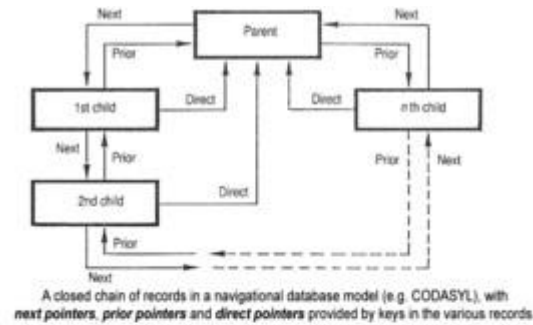 Next
Parent
Next
Prior
Prior
1st child
Direct
Direct
nth child
Next
Prior
Prior
Next
2nd child
Direct
Prior
Next
A closed chain of records in a navigational database model (e.g. CODASYL), with
next pointers, prior pointers and direct pointers provided by keys in the various records